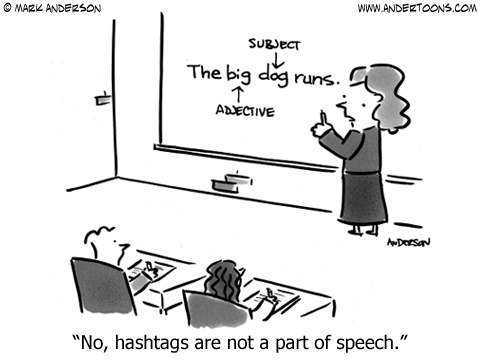 © MARK ANDERSON
WWW.ANDERTOONS.COM
SUBJECT
The big dog runs.
ADJECTIVE
ANDERSON
"No, hashtags are not a part of speech."